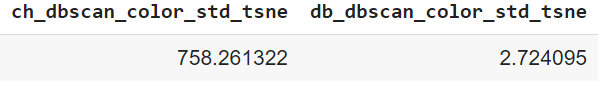 ch_dbscan_color_std_tsne db_dbscan_color_std_tsne
758.261322 2.724095